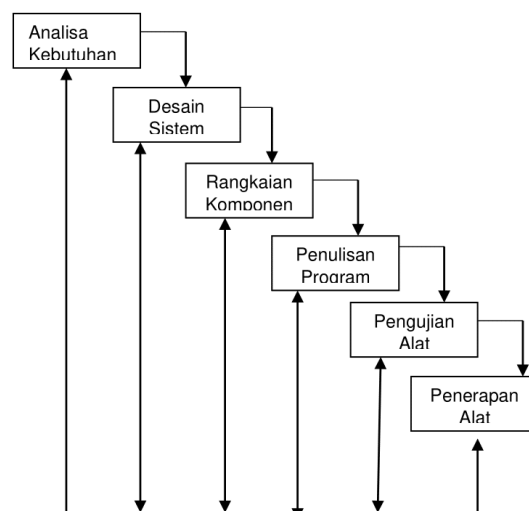 Analisa
Kebutuhan
Desain
Sistem
Rangkaian
Komponen
Penulisan
Program
Pengujian
Alat
Penerapan
Alat